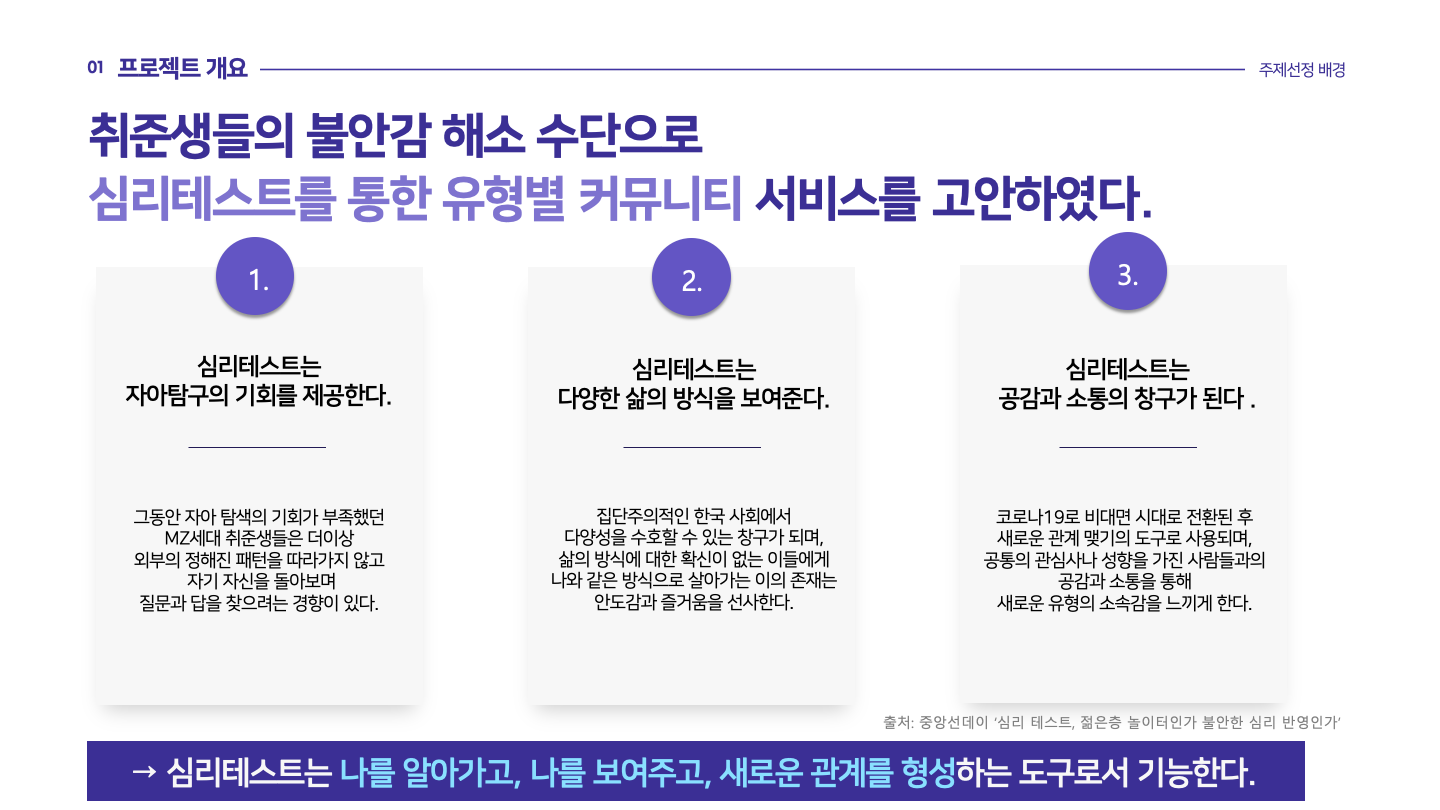 01 프로젝트 개요
주제선정 배경
취준생들의 불안감 해소 수단으로
심리테스트를 통한 유형별 커뮤니티 서비스를 고안하였다.
1.
심리테스트는
자아탐구의 기회를 제공한다.
그동안 자아 탐색의 기회가 부족했던
MZ세대 취준생들은 더이상
외부의 정해진 패턴을 따라가지 않고
자기 자신을 돌아보며
질문과 답을 찾으려는 경향이 있다.
2.
심리테스트는
다양한 삶의 방식을 보여준다.
집단주의적인 한국 사회에서
다양성을 수호할 수 있는 창구가 되며,
삶의 방식에 대한 확신이 없는 이들에게
나와 같은 방식으로 살아가는 이의 존재는
안도감과 즐거움을 선사한다.
3.
심리테스트는
공감과 소통의 창구가 된다 .
코로나19로 비대면 시대로 전환된 후
새로운 관계 맺기의 도구로 사용되며,
공통의 관심사나 성향을 가진 사람들과의
공감과 소통을 통해
새로운 유형의 소속감을 느끼게 한다.
출처: 중앙선데이 '심리 테스트, 젊은층 놀이터인가 불안한 심리 반영인가'
→ 심리테스트는 나를 알아가고, 나를 보여주고, 새로운 관계를 형성하는 도구로서 기능한다.